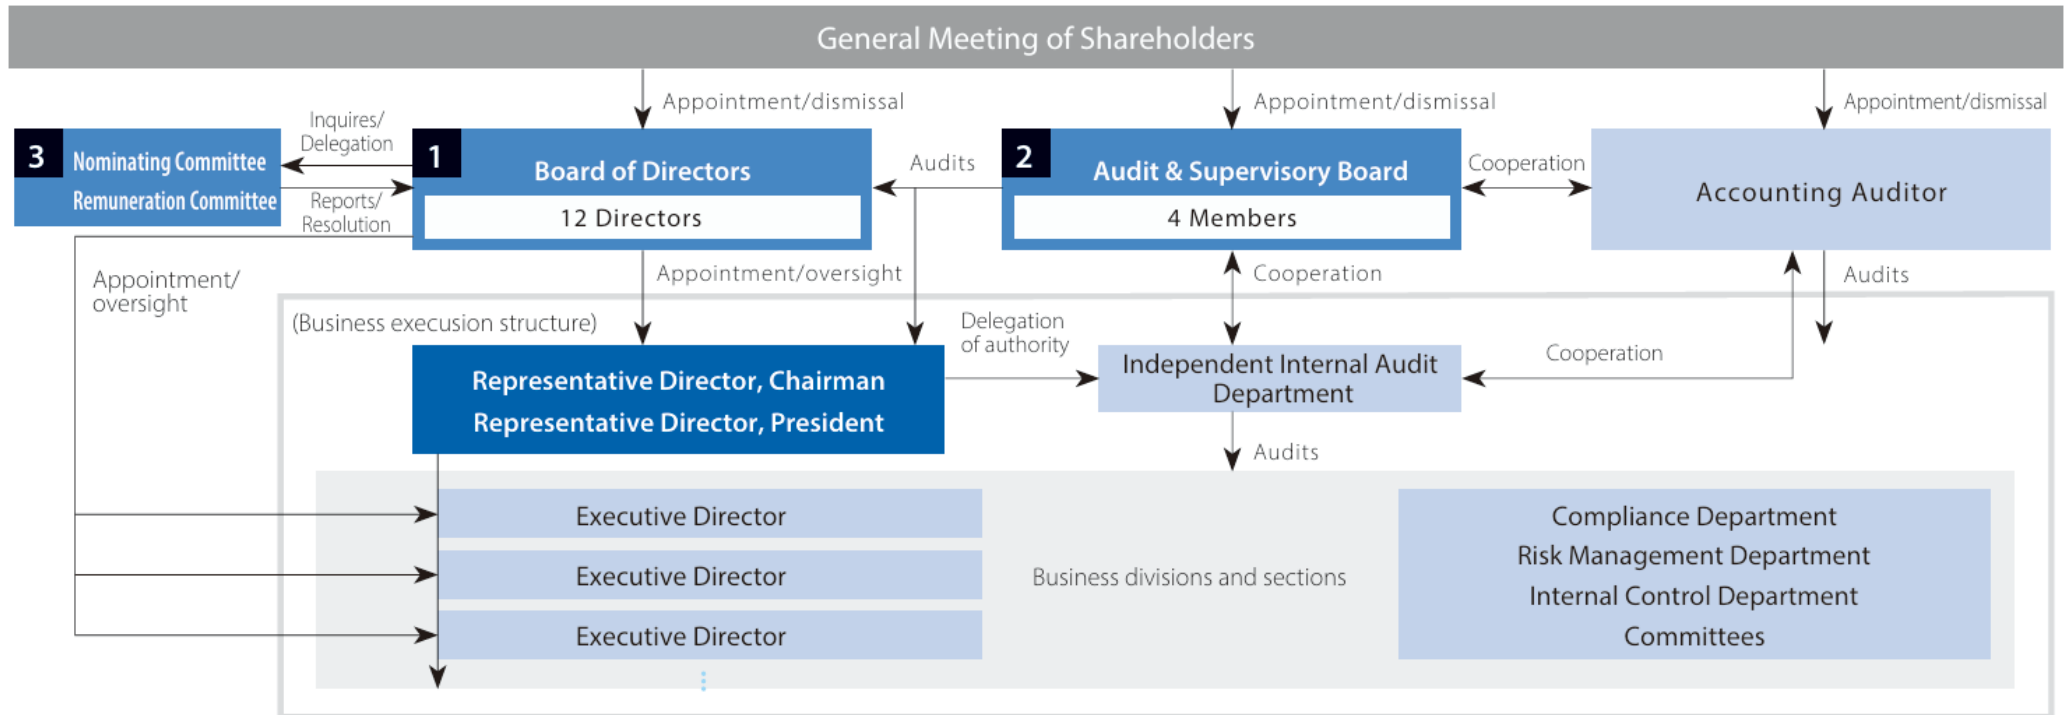 General Meeting of Shareholders
Appointment/dismissal
Appointment/dismissal
Appointment/dismissal
3
Nominating Committee
Remuneration Committee
Inquires/
Delegation
Reports/
Resolution
1
Board of Directors
12 Directors
Audits
2
Audit & Supervisory Board
4 Members
Cooperation
Accounting Auditor
Appointment/
oversight
Appointment/oversight
Cooperation
Audits
(Business execusion structure)
Representative Director, Chairman
Representative Director, President
Delegation
of authority
Independent Internal Audit
Department
Cooperation
Audits
Executive Director
Executive Director
Executive Director
Business divisions and sections
Compliance Department
Risk Management Department
Internal Control Department
Committees